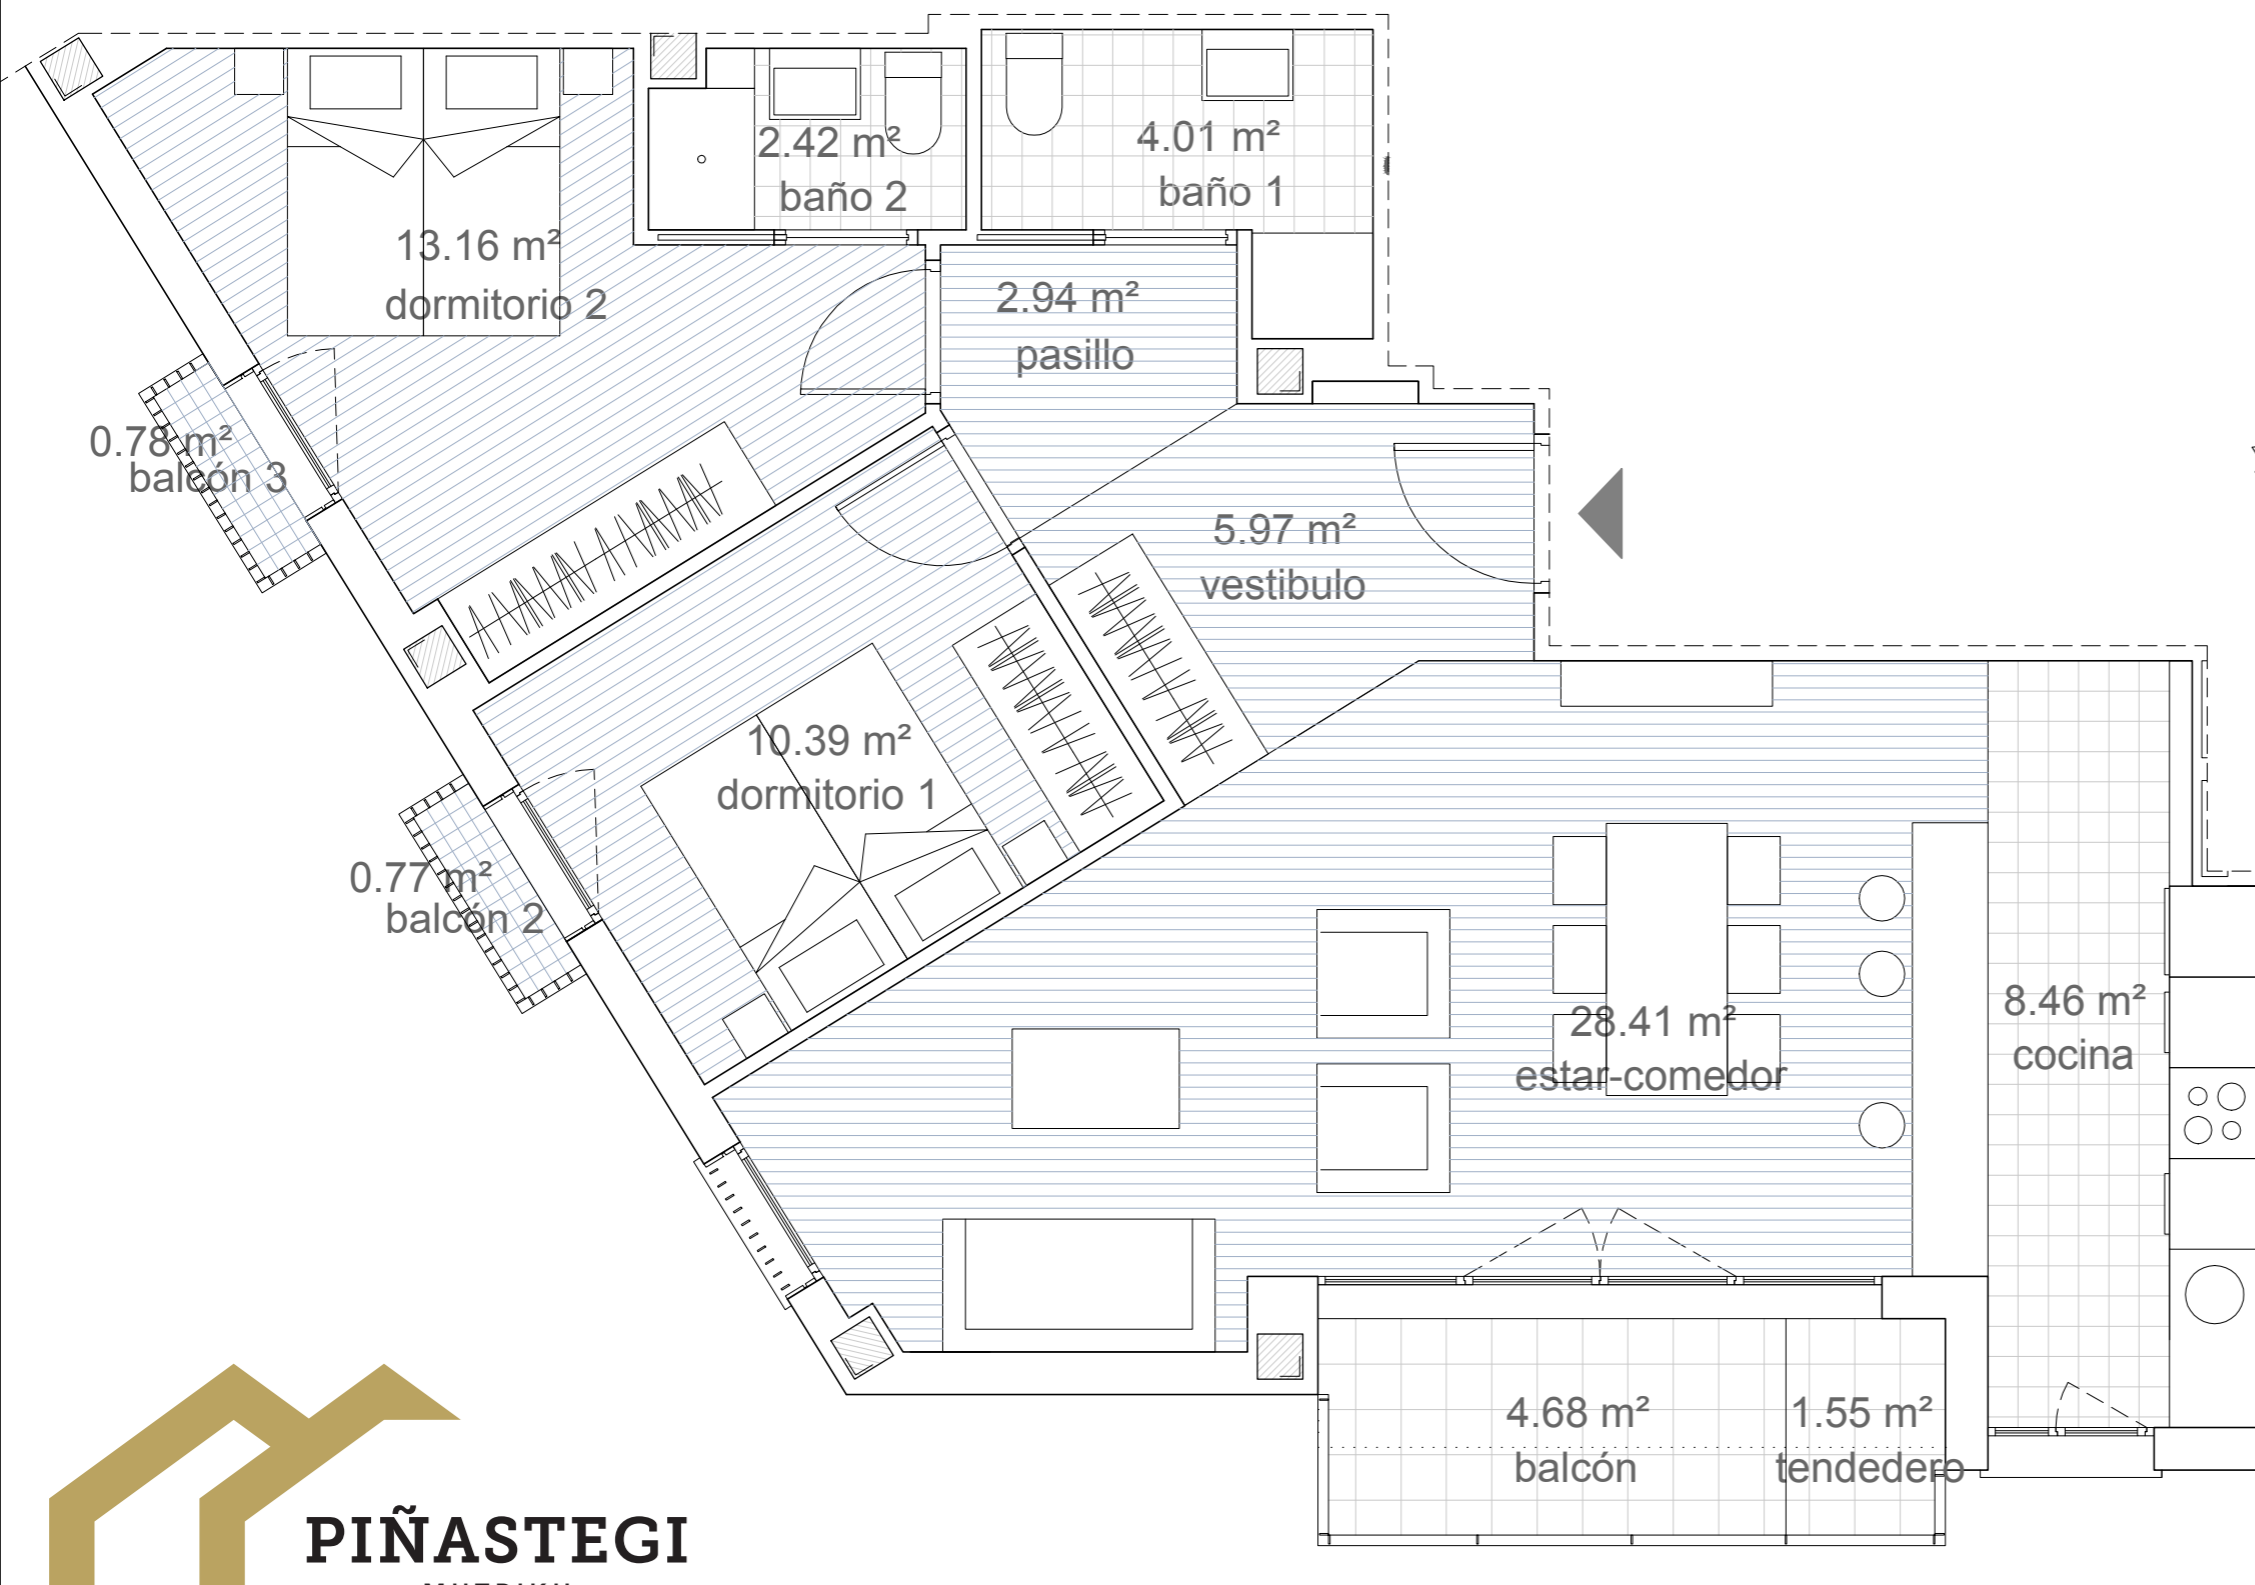 2.42 m²
baño 2
4.01 m²
baño 1
13.16 m²
dormitorio 2
2.94 m²
pasillo
0.78 m²
balcón 3
5.97 m²
vestibulo
10.39 m²
dormitorio 1
0.77 m²
balcón 2
28.41 m²
estar-comedor
8.46 m²
cocina
4.68 m²
balcón
1.55 m²
tendedero
PIÑASTEGI